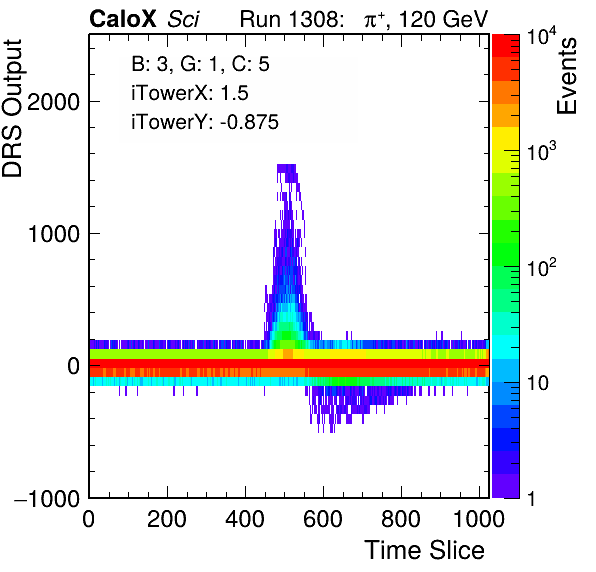 CaloX Sci Run 1308: π⁺, 120 GeV
B: 3, G: 1, C: 5
iTowerX: 1.5
iTowerY: -0.875
DRS Output
2000
1000
0
−1000
0 200 400 600 800 1000
Time Slice
Events
10⁴
10³
10²
10
1